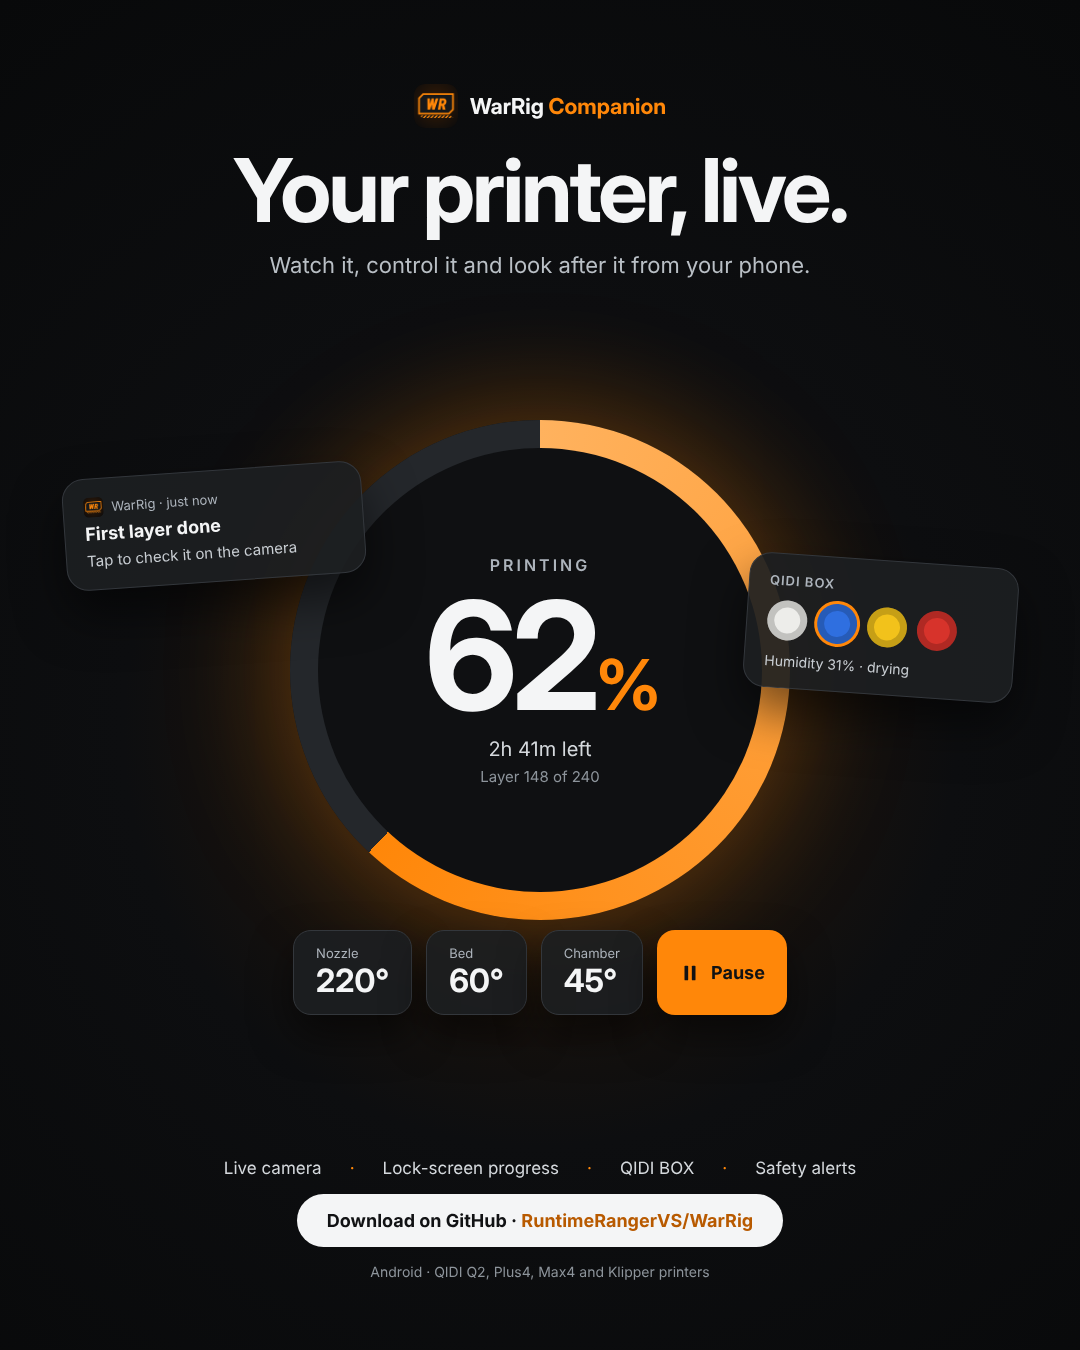 WR WarRig Companion
Your printer, live.
Watch it, control it and look after it from your phone.
WR WarRig · just now
First layer done
Tap to check it on the camera
PRINTING
62%
2h 41m left
Layer 148 of 240
QIDI BOX
Humidity 31% · drying
Nozzle
220°
Bed
60°
Chamber
45°
Pause
Live camera · Lock-screen progress · QIDI BOX · Safety alerts
Download on GitHub · RuntimeRangerVS/WarRig
Android · QIDI Q2, Plus4, Max4 and Klipper printers